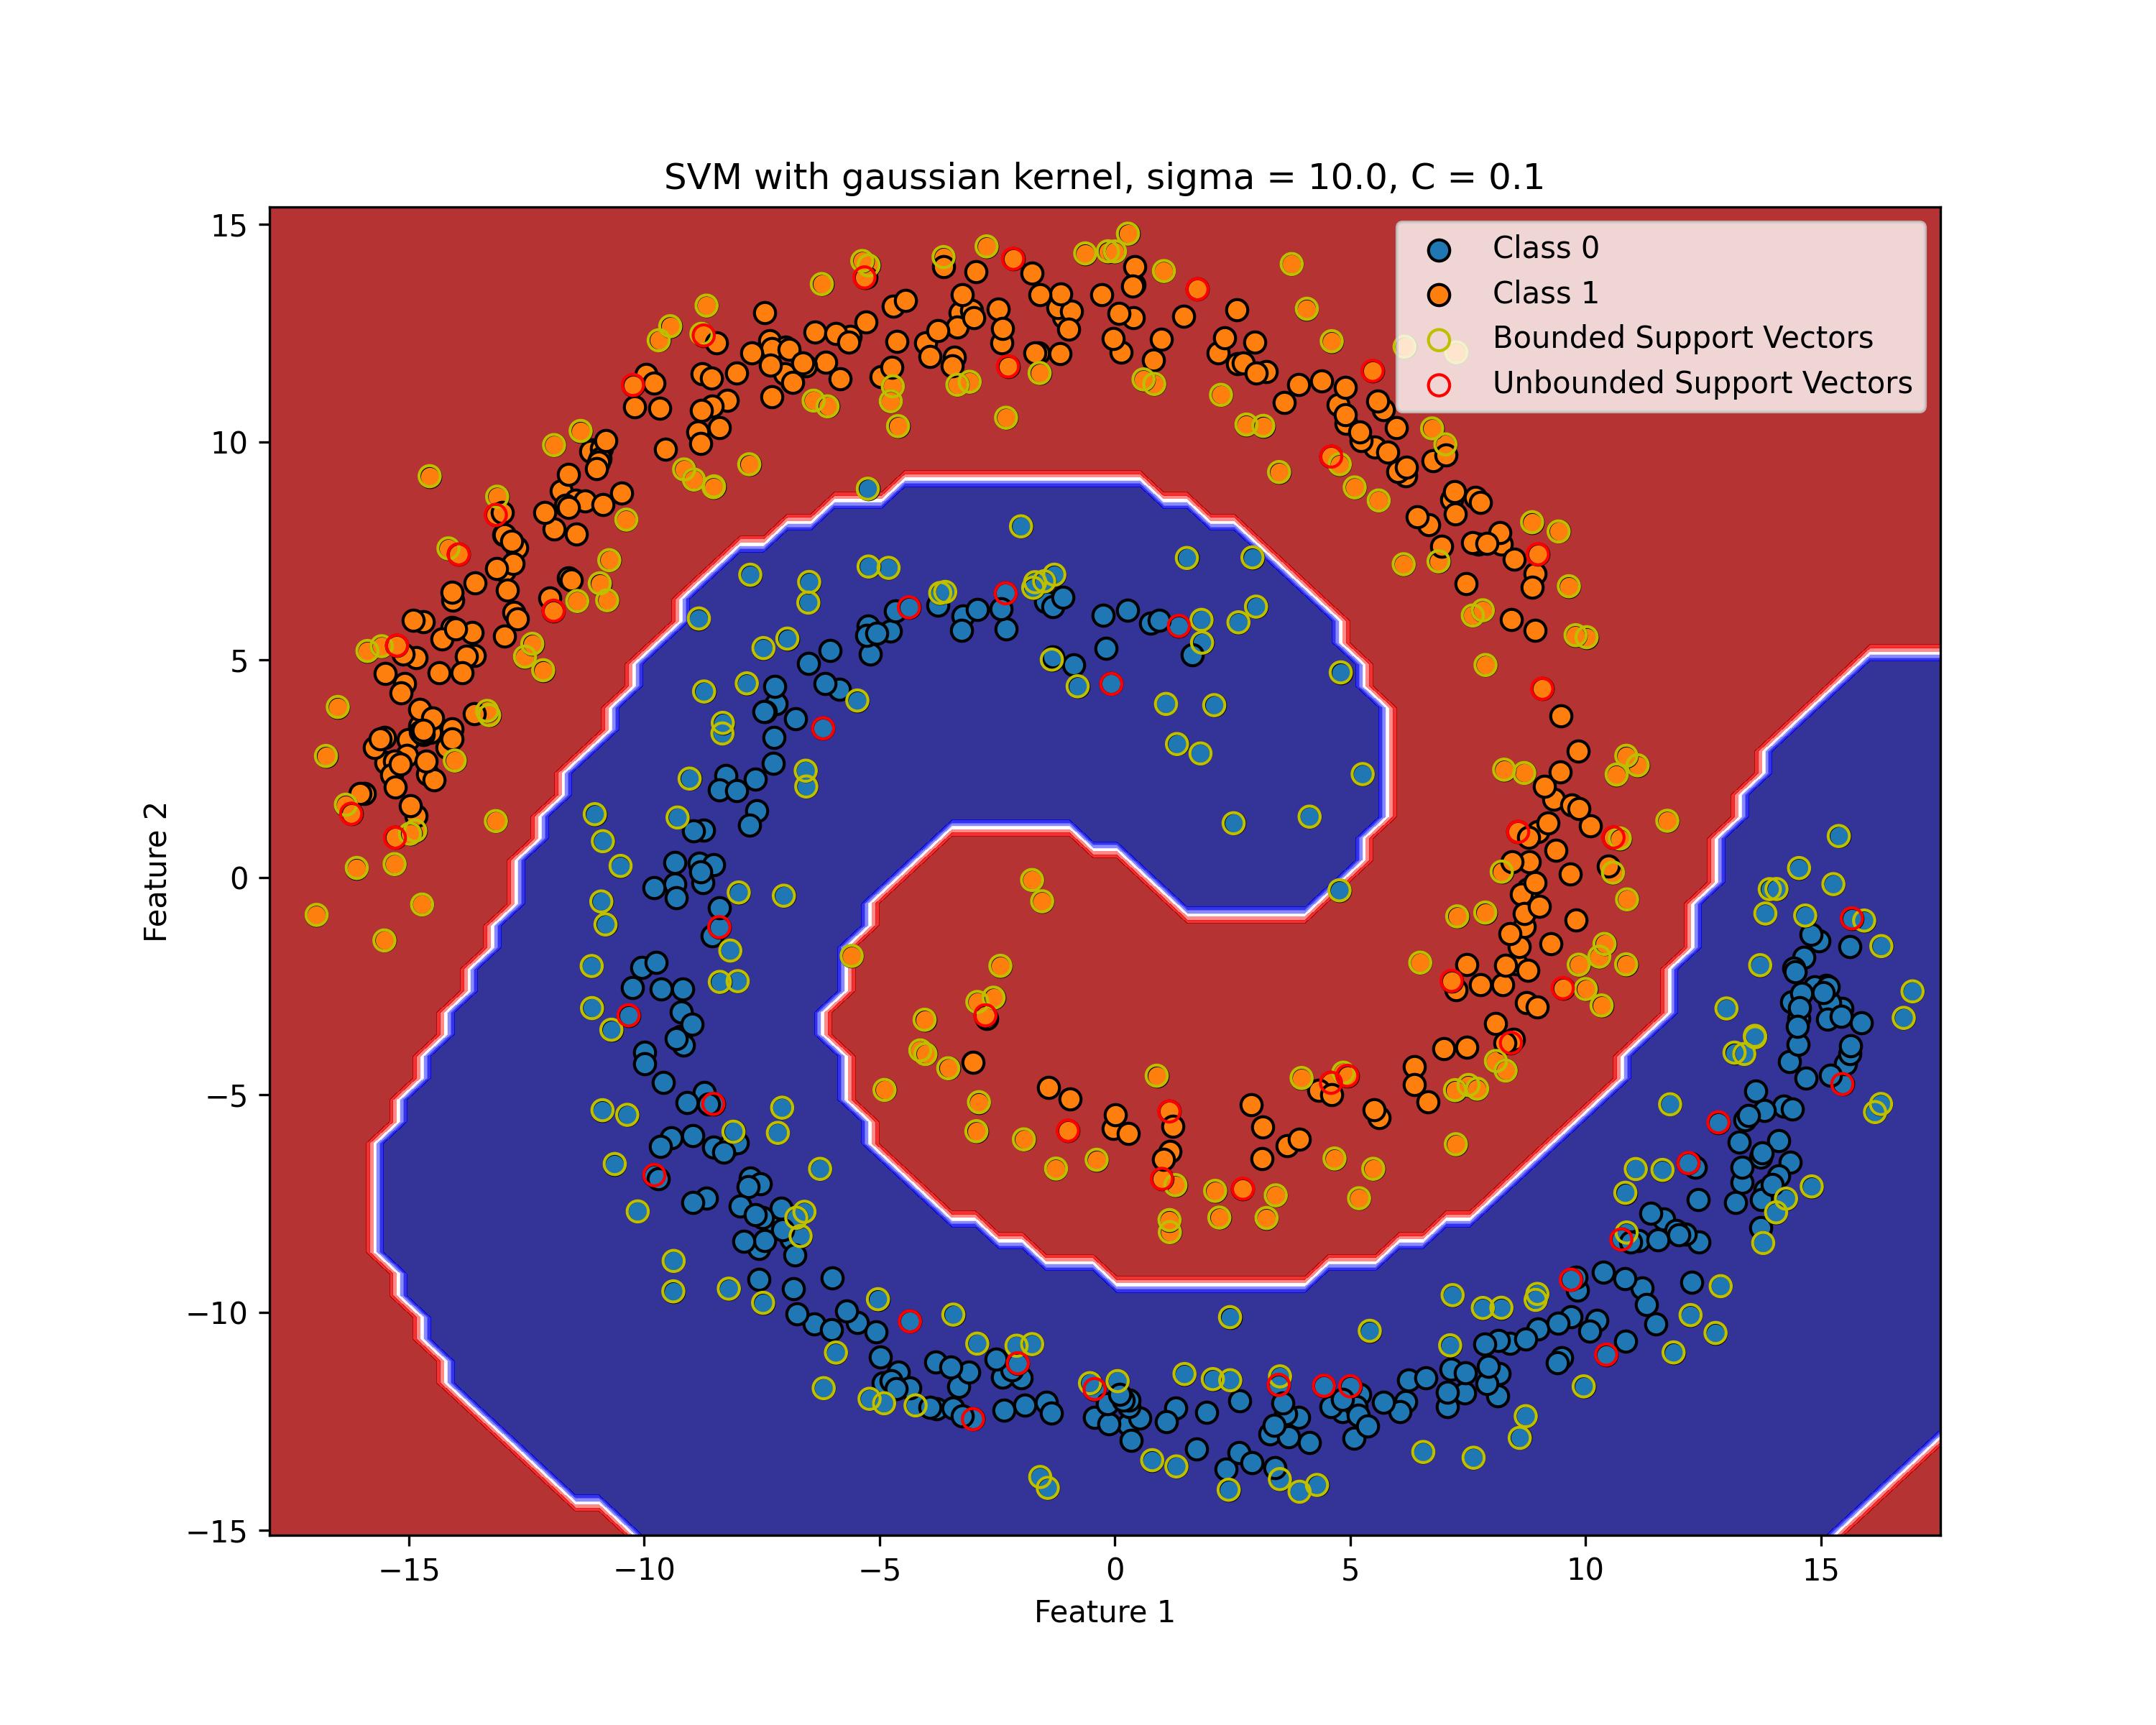 SVM with gaussian kernel, sigma = 10.0, C = 0.1
Class 0
Class 1
Bounded Support Vectors
Unbounded Support Vectors
15
10
5
0
−5
−10
−15
Feature 2
−15
−10
−5
0
5
10
15
Feature 1